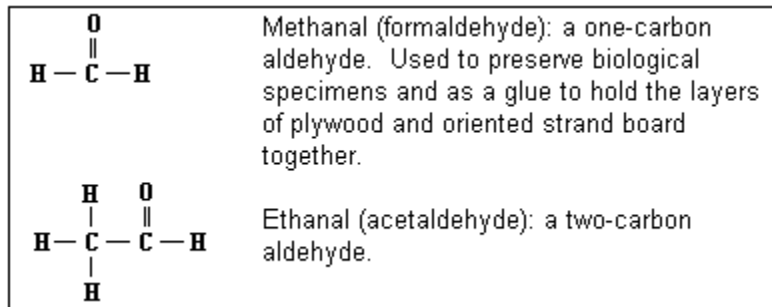 O
||
H — C — H
Methanal (formaldehyde): a one-carbon
aldehyde.  Used to preserve biological
specimens and as a glue to hold the layers
of plywood and oriented strand board
together.
H O
| ||
H — C — C — H
|
H
Ethanal (acetaldehyde): a two-carbon
aldehyde.